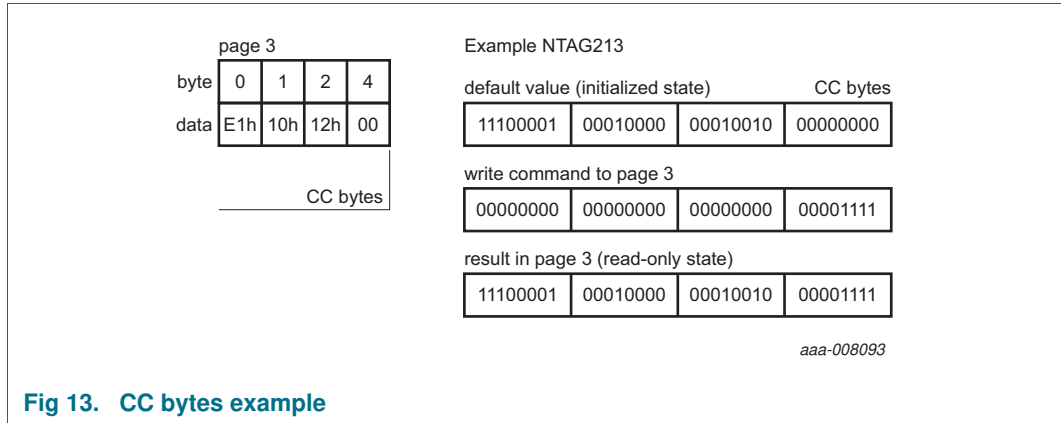 page 3
byte 0 1 2 4
data E1h 10h 12h 00
CC bytes
Example NTAG213
default value (initialized state) CC bytes
11100001 00010000 00010010 00000000
write command to page 3
00000000 00000000 00000000 00001111
result in page 3 (read-only state)
11100001 00010000 00010010 00001111
aaa-008093
Fig 13. CC bytes example